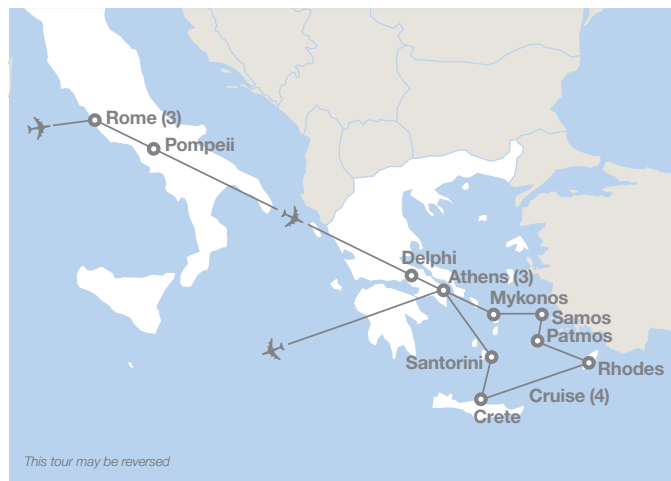 Rome (3)
Pompeii
Delphi
Athens (3)
Mykonos
Samos
Patmos
Santorini
Rhodes
Cruise (4)
Crete
This tour may be reversed